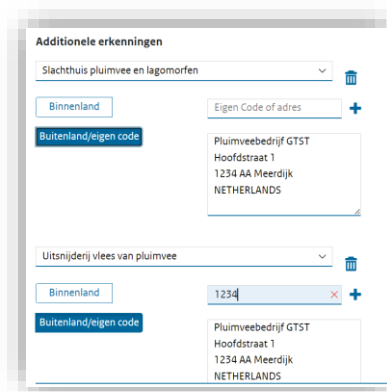 Additionele erkenningen
Slachthuis pluimvee en lagomorfen
Binnenland
Eigen Code of adres
Buitenland/eigen code
Pluimveebedrijf GTST
Hoofdstraat 1
1234 AA Meerdijk
NETHERLANDS
Uitsnijderij vlees van pluimvee
Binnenland
1234
Buitenland/eigen code
Pluimveebedrijf GTST
Hoofdstraat 1
1234 AA Meerdijk
NETHERLANDS